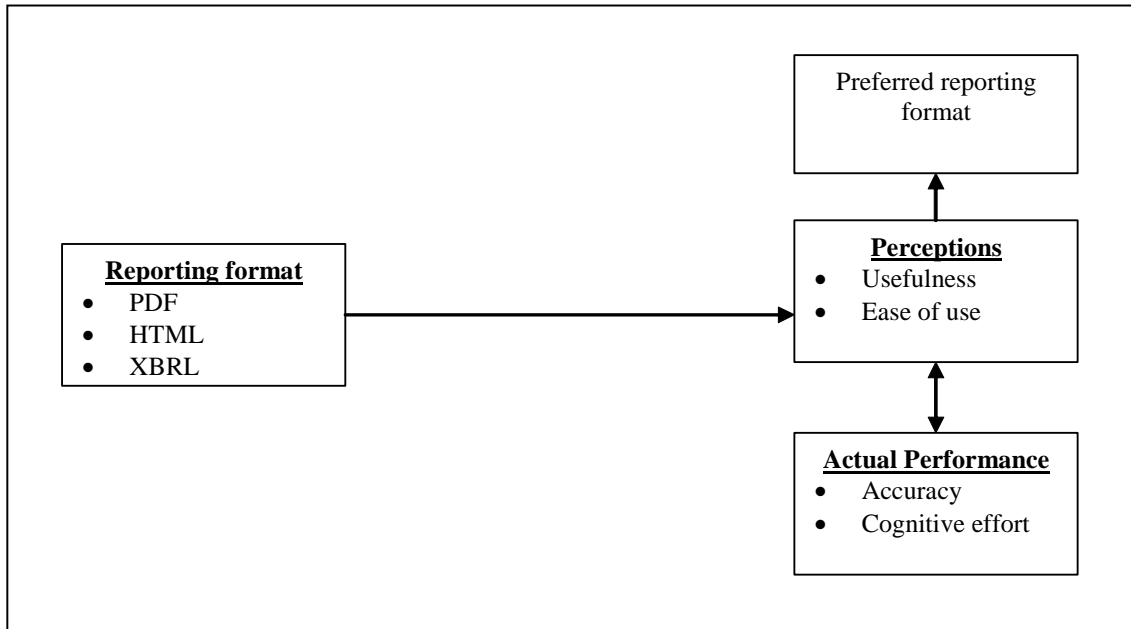 Preferred reporting
format
Reporting format
• PDF
• HTML
• XBRL
Perceptions
• Usefulness
• Ease of use
Actual Performance
• Accuracy
• Cognitive effort